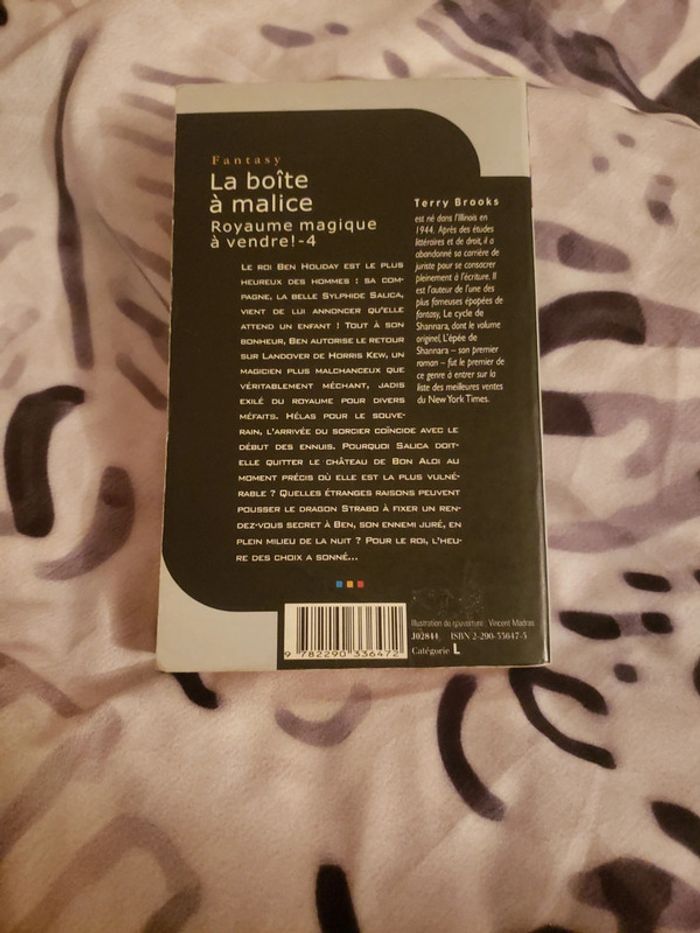 Fantasy
La boîte
à malice
Royaume magique
à vendre!-4
Le roi Ben Holiday est le plus
heureux des hommes : sa com-
pagne, la belle Sylphide Salica,
vient de lui annoncer qu'elle
attend un enfant ! Tout à son
bonheur, Ben autorise le retour
sur Landover de Horris Kew, un
magicien plus malchanceux que
véritablement méchant, jadis
exilé du royaume pour divers
méfaits. Hélas pour le souve-
rain, l'arrivée du sorcier coïncide avec le
début des ennuis. Pourquoi Salica doit-
elle quitter le château de Bon Aloi au
moment précis où elle est la plus vulné-
rable ? Quelles étranges raisons peuvent
pousser le dragon Strabo à fixer un ren-
dez-vous secret à Ben, son ennemi juré, en
plein milieu de la nuit ? Pour le roi, l'heu-
re des choix a sonné...
Terry Brooks
est né dans l'Illinois en
1944. Après des études
littéraires et de droit, il a
abandonné sa carrière de
juriste pour se consacrer
pleinement à l'écriture. Il
est l'auteur de l'une des
plus fameuses épopées de
fantasy, Le cycle de
Shannara, dont le volume
originel, L'épée de
Shannara – son premier
roman – fut le premier de
ce genre à entrer sur la
liste des meilleures ventes
du New York Times.
Illustration de couverture : Vincent Madras
J02844 ISBN 2-290-33647-5
Catégorie L
9 782290 336472